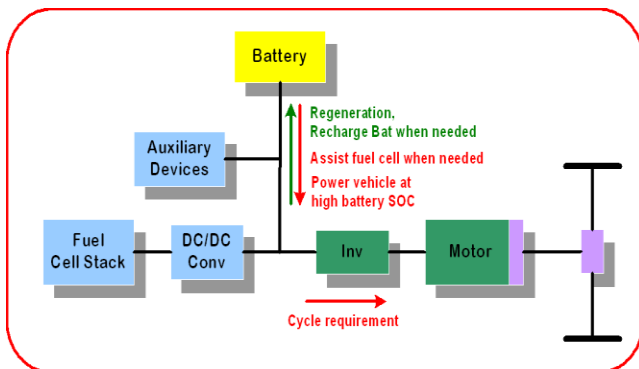 Battery
Regeneration,
Recharge Bat when needed
Auxiliary
Devices
Assist fuel cell when needed
Power vehicle at
high battery SOC
Fuel
Cell Stack
DC/DC
Conv
Inv
Motor
Cycle requirement